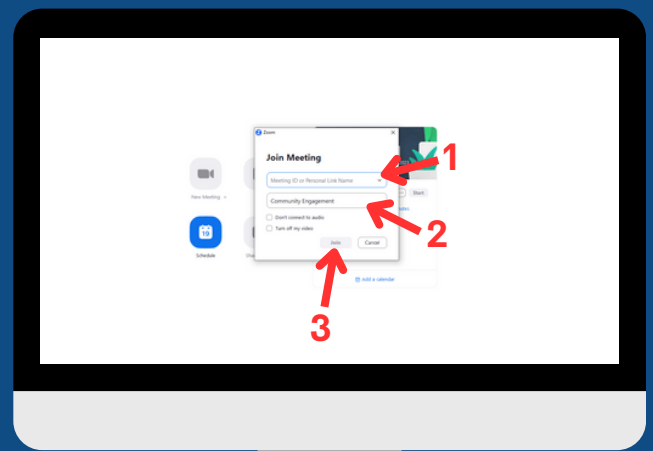 Zoom
Join Meeting
Meeting ID or Personal Link Name
Community Engagement
Don't connect to audio
Turn off my video
Join
Cancel
New Meeting
19
Schedule
Start
Add a calendar
1
2
3